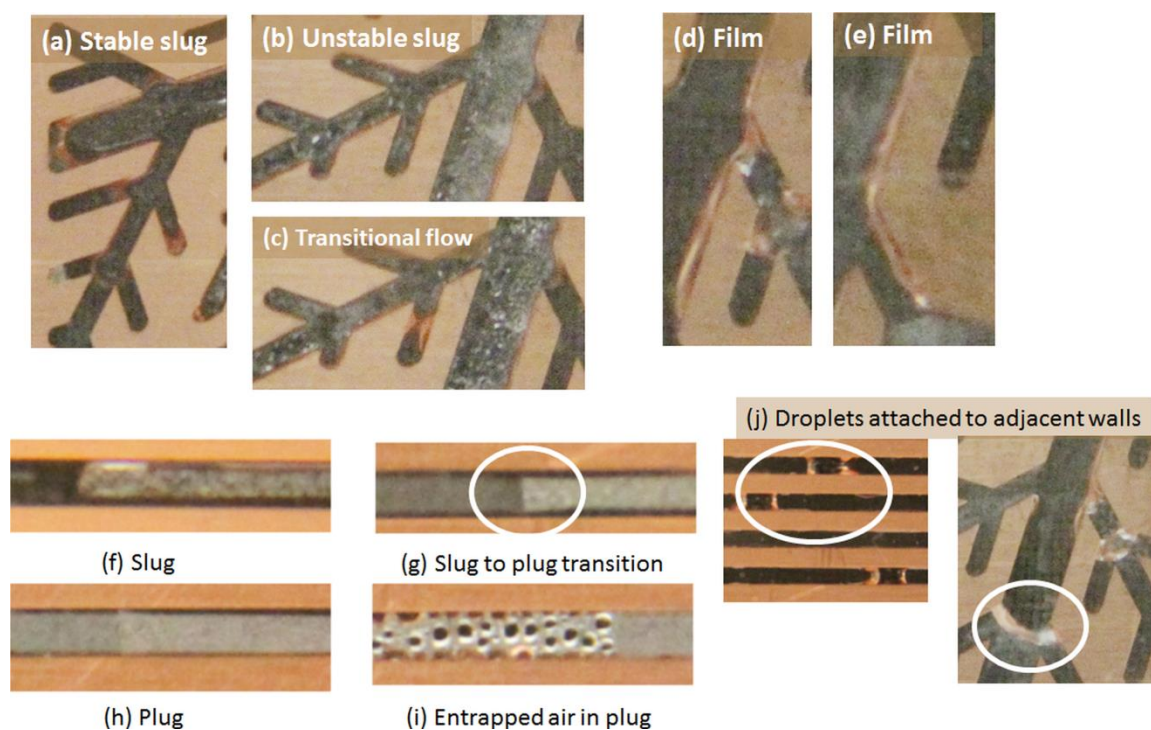 (a) Stable slug
(b) Unstable slug
(c) Transitional flow
(d) Film
(e) Film
(f) Slug
(g) Slug to plug transition
(h) Plug
(i) Entrapped air in plug
(j) Droplets attached to adjacent walls